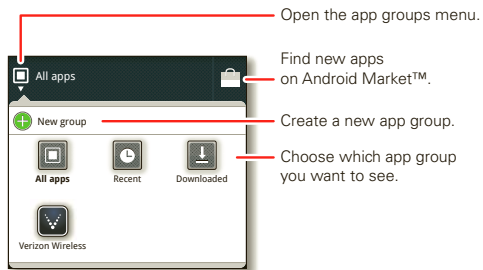 Open the app groups menu.
All apps
Find new apps
on Android Market™.
New group
Create a new app group.
Choose which app group
you want to see.
All apps
Recent
Downloaded
Verizon Wireless